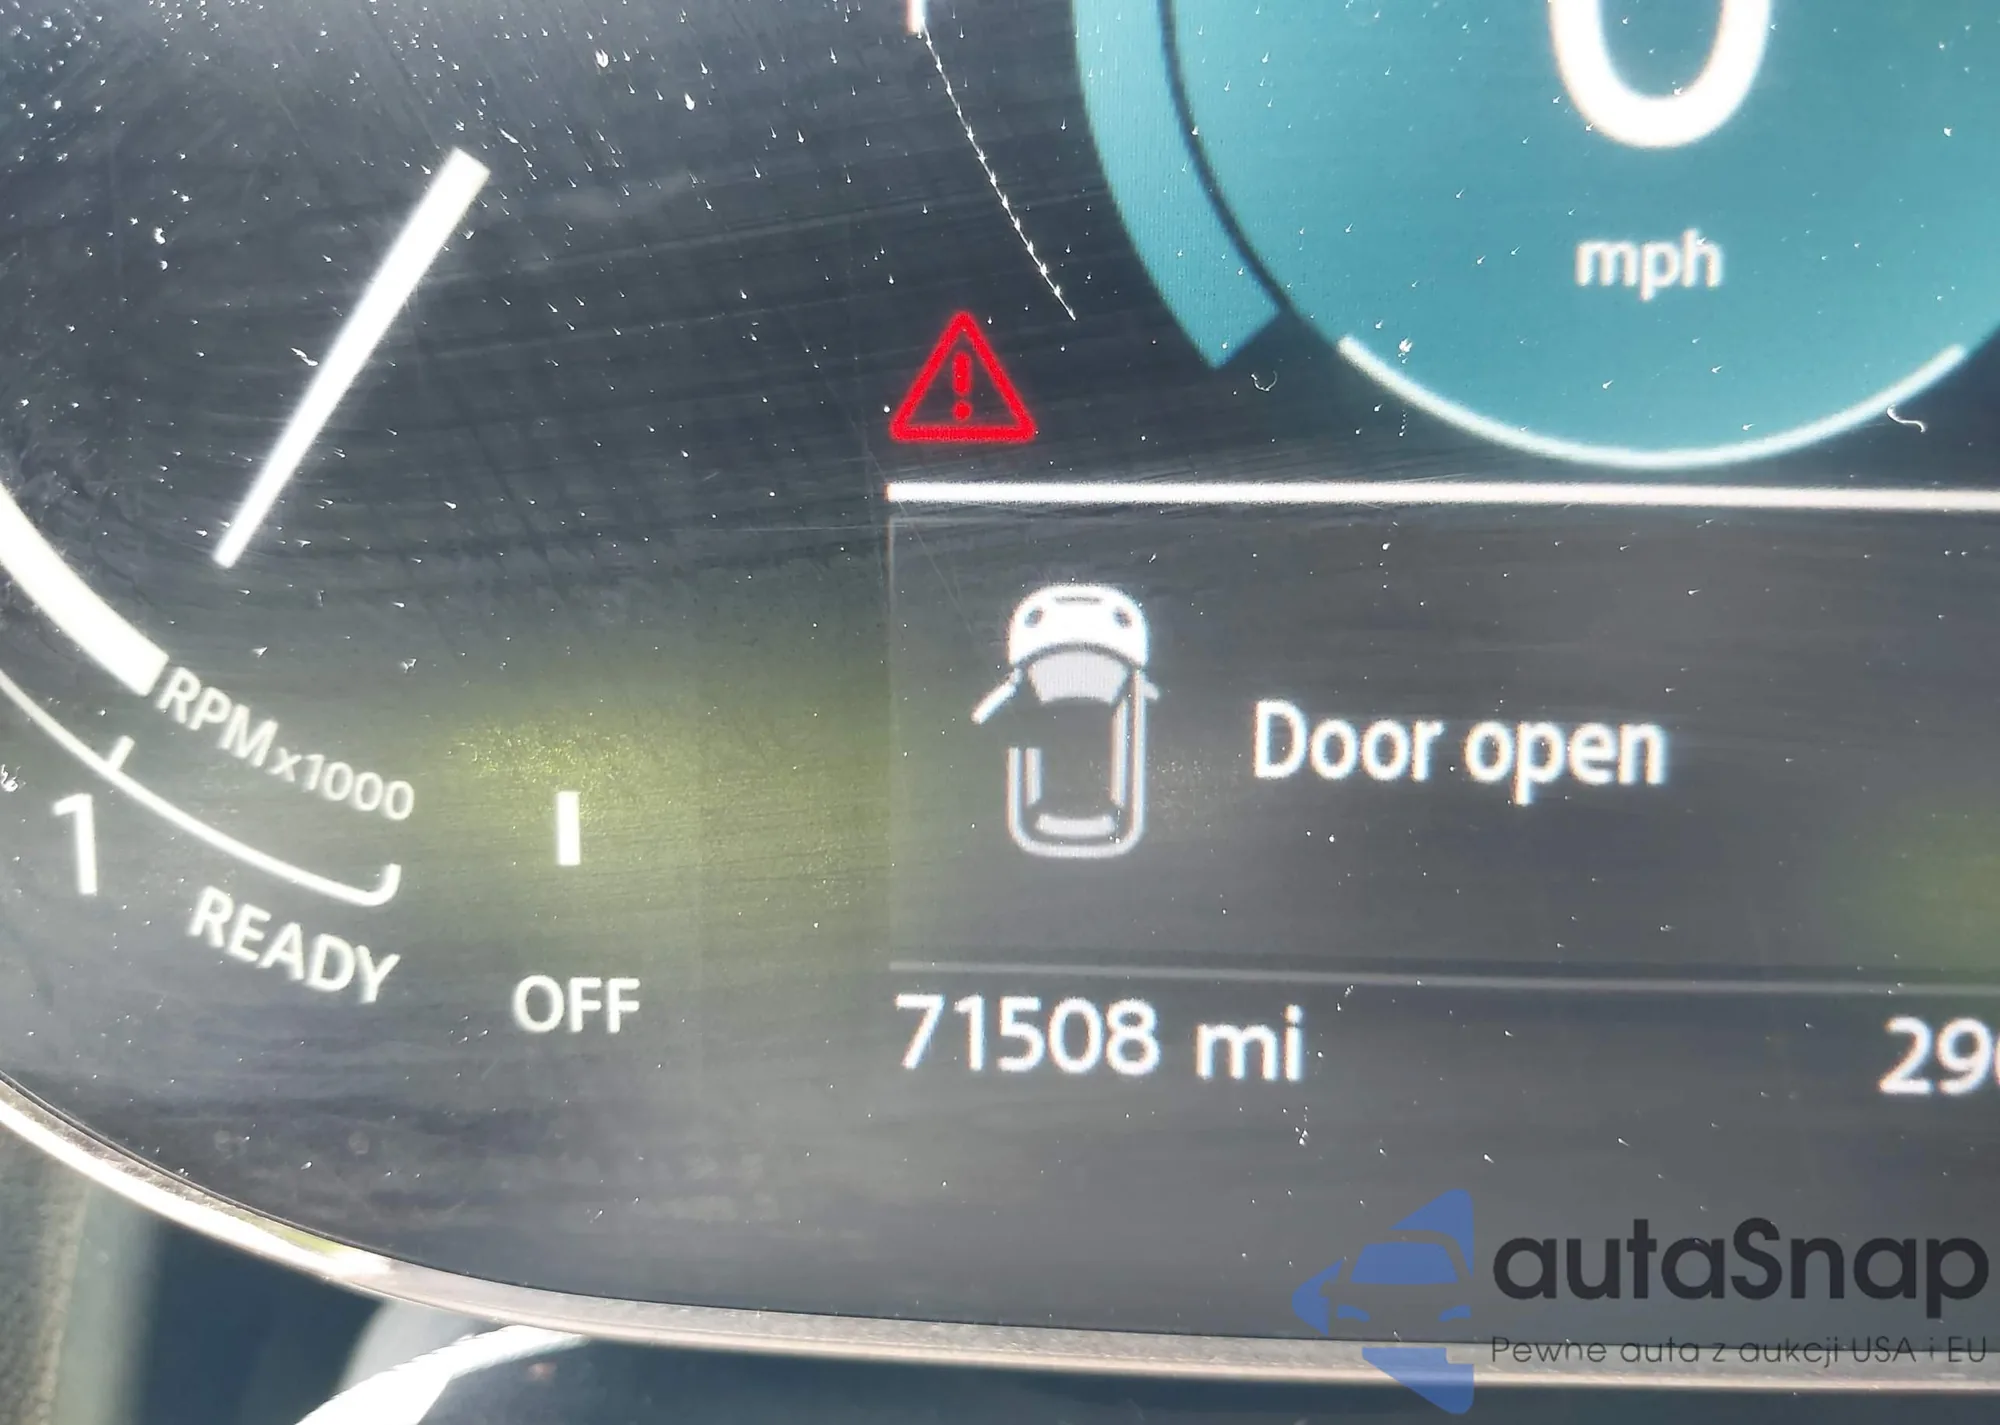 0
mph
RPMx1000
1
READY
OFF
Door open
71508 mi
autaSnap
Pewne auta z aukcji USA i EU